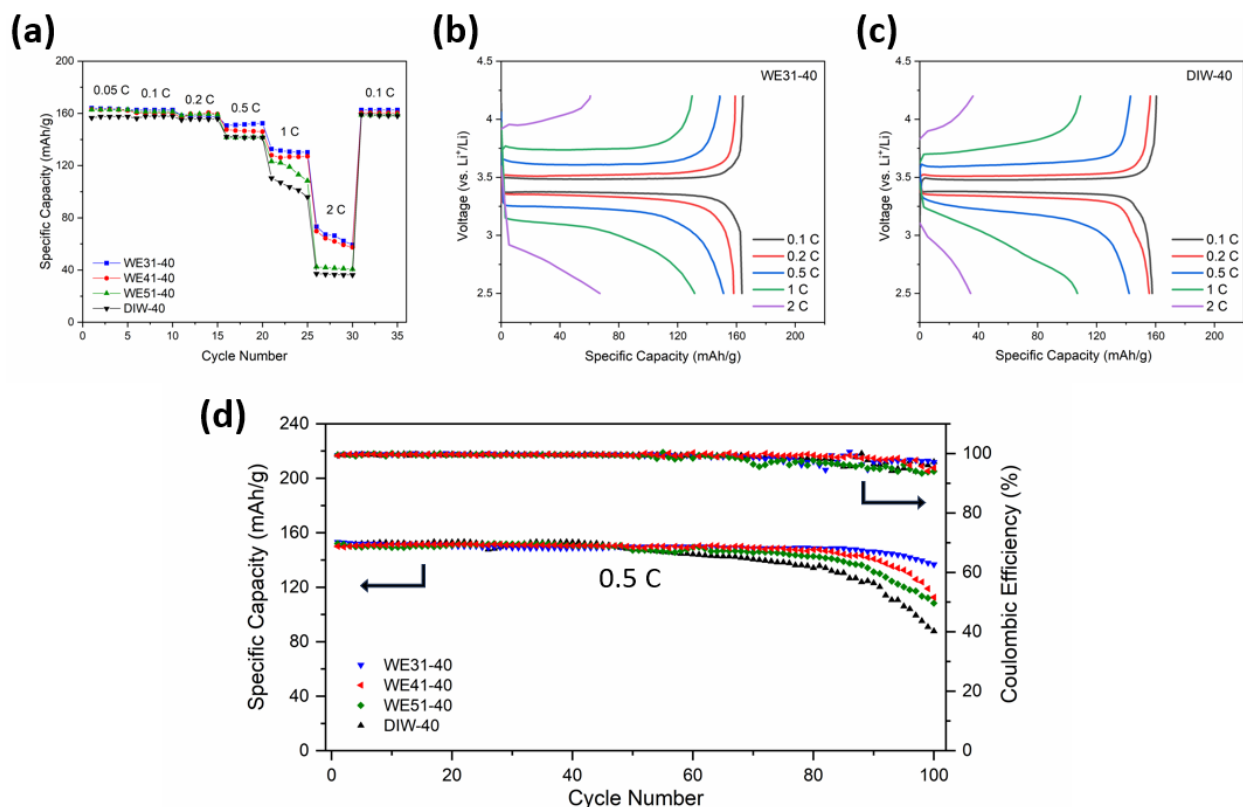 (a)
Specific Capacity (mAh/g)
200
160
120
80
40
0
0.05 C
0.1 C
0.2 C
0.5 C
1 C
2 C
0.1 C
WE31-40
WE41-40
WE51-40
DIW-40
0 5 10 15 20 25 30 35
Cycle Number
(b)
WE31-40
Voltage (vs. Li⁺/Li)
4.5
4
3.5
3
2.5
0.1 C
0.2 C
0.5 C
1 C
2 C
0 40 80 120 160 200
Specific Capacity (mAh/g)
(c)
DIW-40
Voltage (vs. Li⁺/Li)
4.5
4
3.5
3
2.5
0.1 C
0.2 C
0.5 C
1 C
2 C
0 40 80 120 160 200
Specific Capacity (mAh/g)
(d)
Specific Capacity (mAh/g)
240
200
160
120
80
40
0
0.5 C
WE31-40
WE41-40
WE51-40
DIW-40
0 20 40 60 80 100
Cycle Number
100
80
60
40
20
0
Coulombic Efficiency (%)